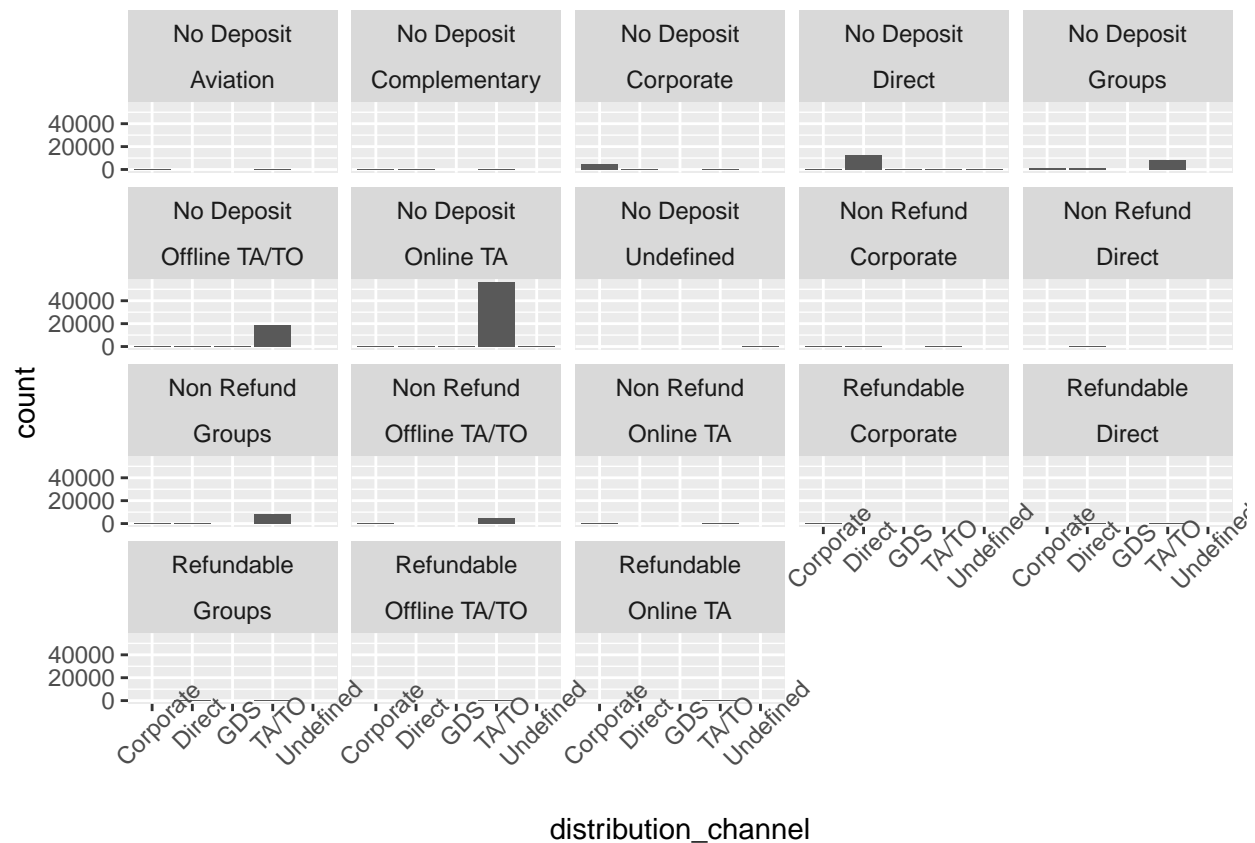 No Deposit No Deposit No Deposit No Deposit No Deposit
Aviation Complementary Corporate Direct Groups
40000
20000
0
No Deposit No Deposit No Deposit Non Refund Non Refund
Offline TA/TO Online TA Undefined Corporate Direct
40000
20000
0
count
Non Refund Non Refund Non Refund Refundable Refundable
Groups Offline TA/TO Online TA Corporate Direct
40000
20000
0
Corporate Direct GDS TA/TO Undefined Corporate Direct GDS TA/TO Undefined
Refundable Refundable Refundable
Groups Offline TA/TO Online TA
40000
20000
0
Corporate Direct GDS TA/TO Undefined Corporate Direct GDS TA/TO Undefined Corporate Direct GDS TA/TO Undefined
distribution_channel